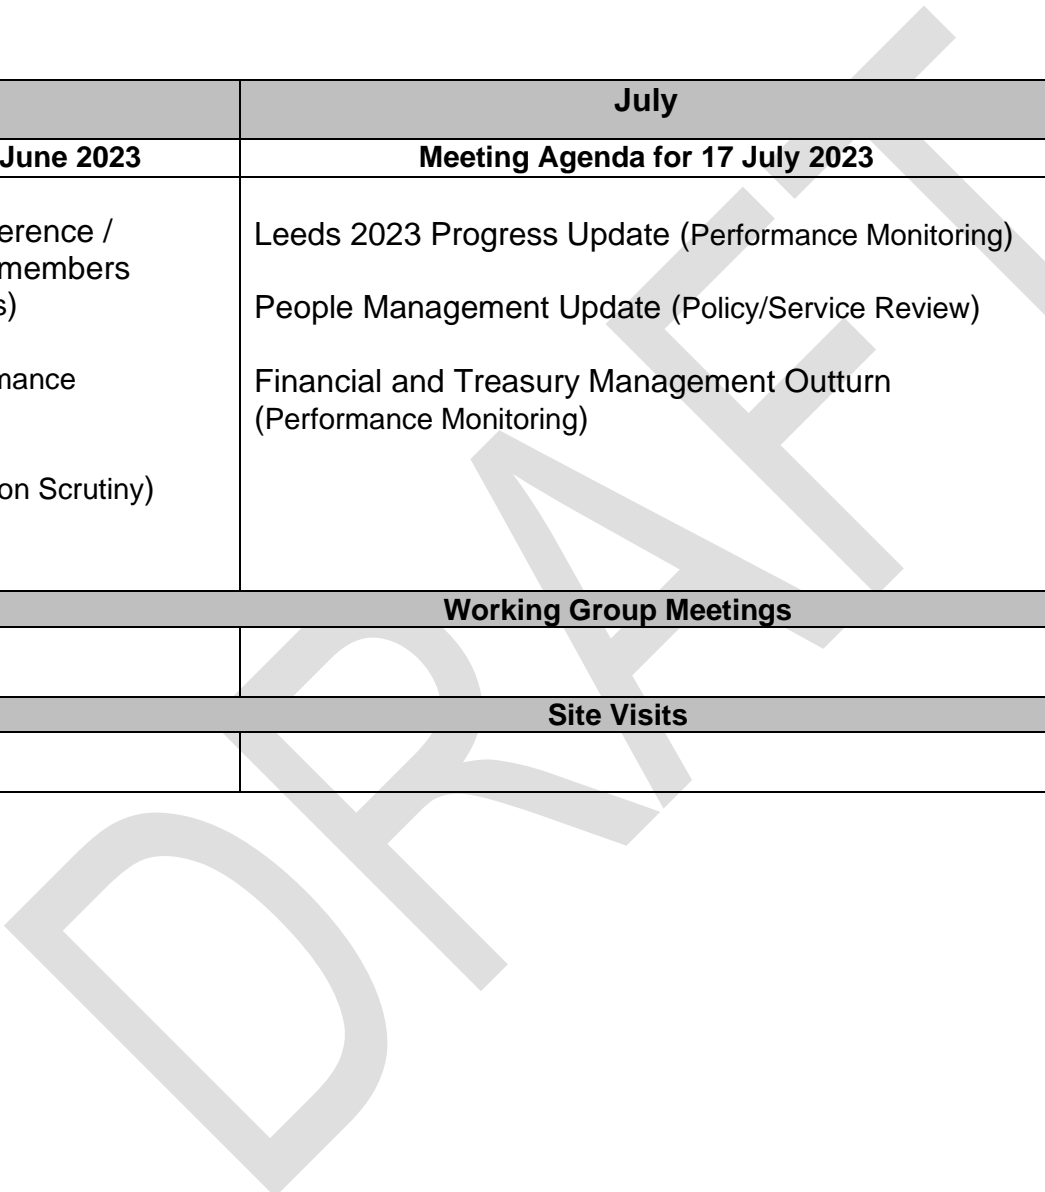 July
June 2023
Meeting Agenda for 17 July 2023
erence /
members
s)
mance
on Scrutiny)
Leeds 2023 Progress Update (Performance Monitoring)
People Management Update (Policy/Service Review)
Financial and Treasury Management Outturn
(Performance Monitoring)
Working Group Meetings
Site Visits
DRAFT